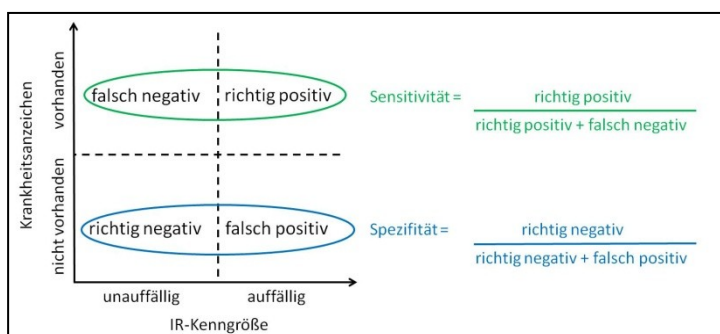 Krankheitsanzeichen
vorhanden
nicht vorhanden
falsch negativ
richtig positiv
Sensitivität =
richtig positiv
richtig positiv + falsch negativ
richtig negativ
falsch positiv
Spezifität =
richtig negativ
richtig negativ + falsch positiv
unauffällig
auffällig
IR-Kenngröße